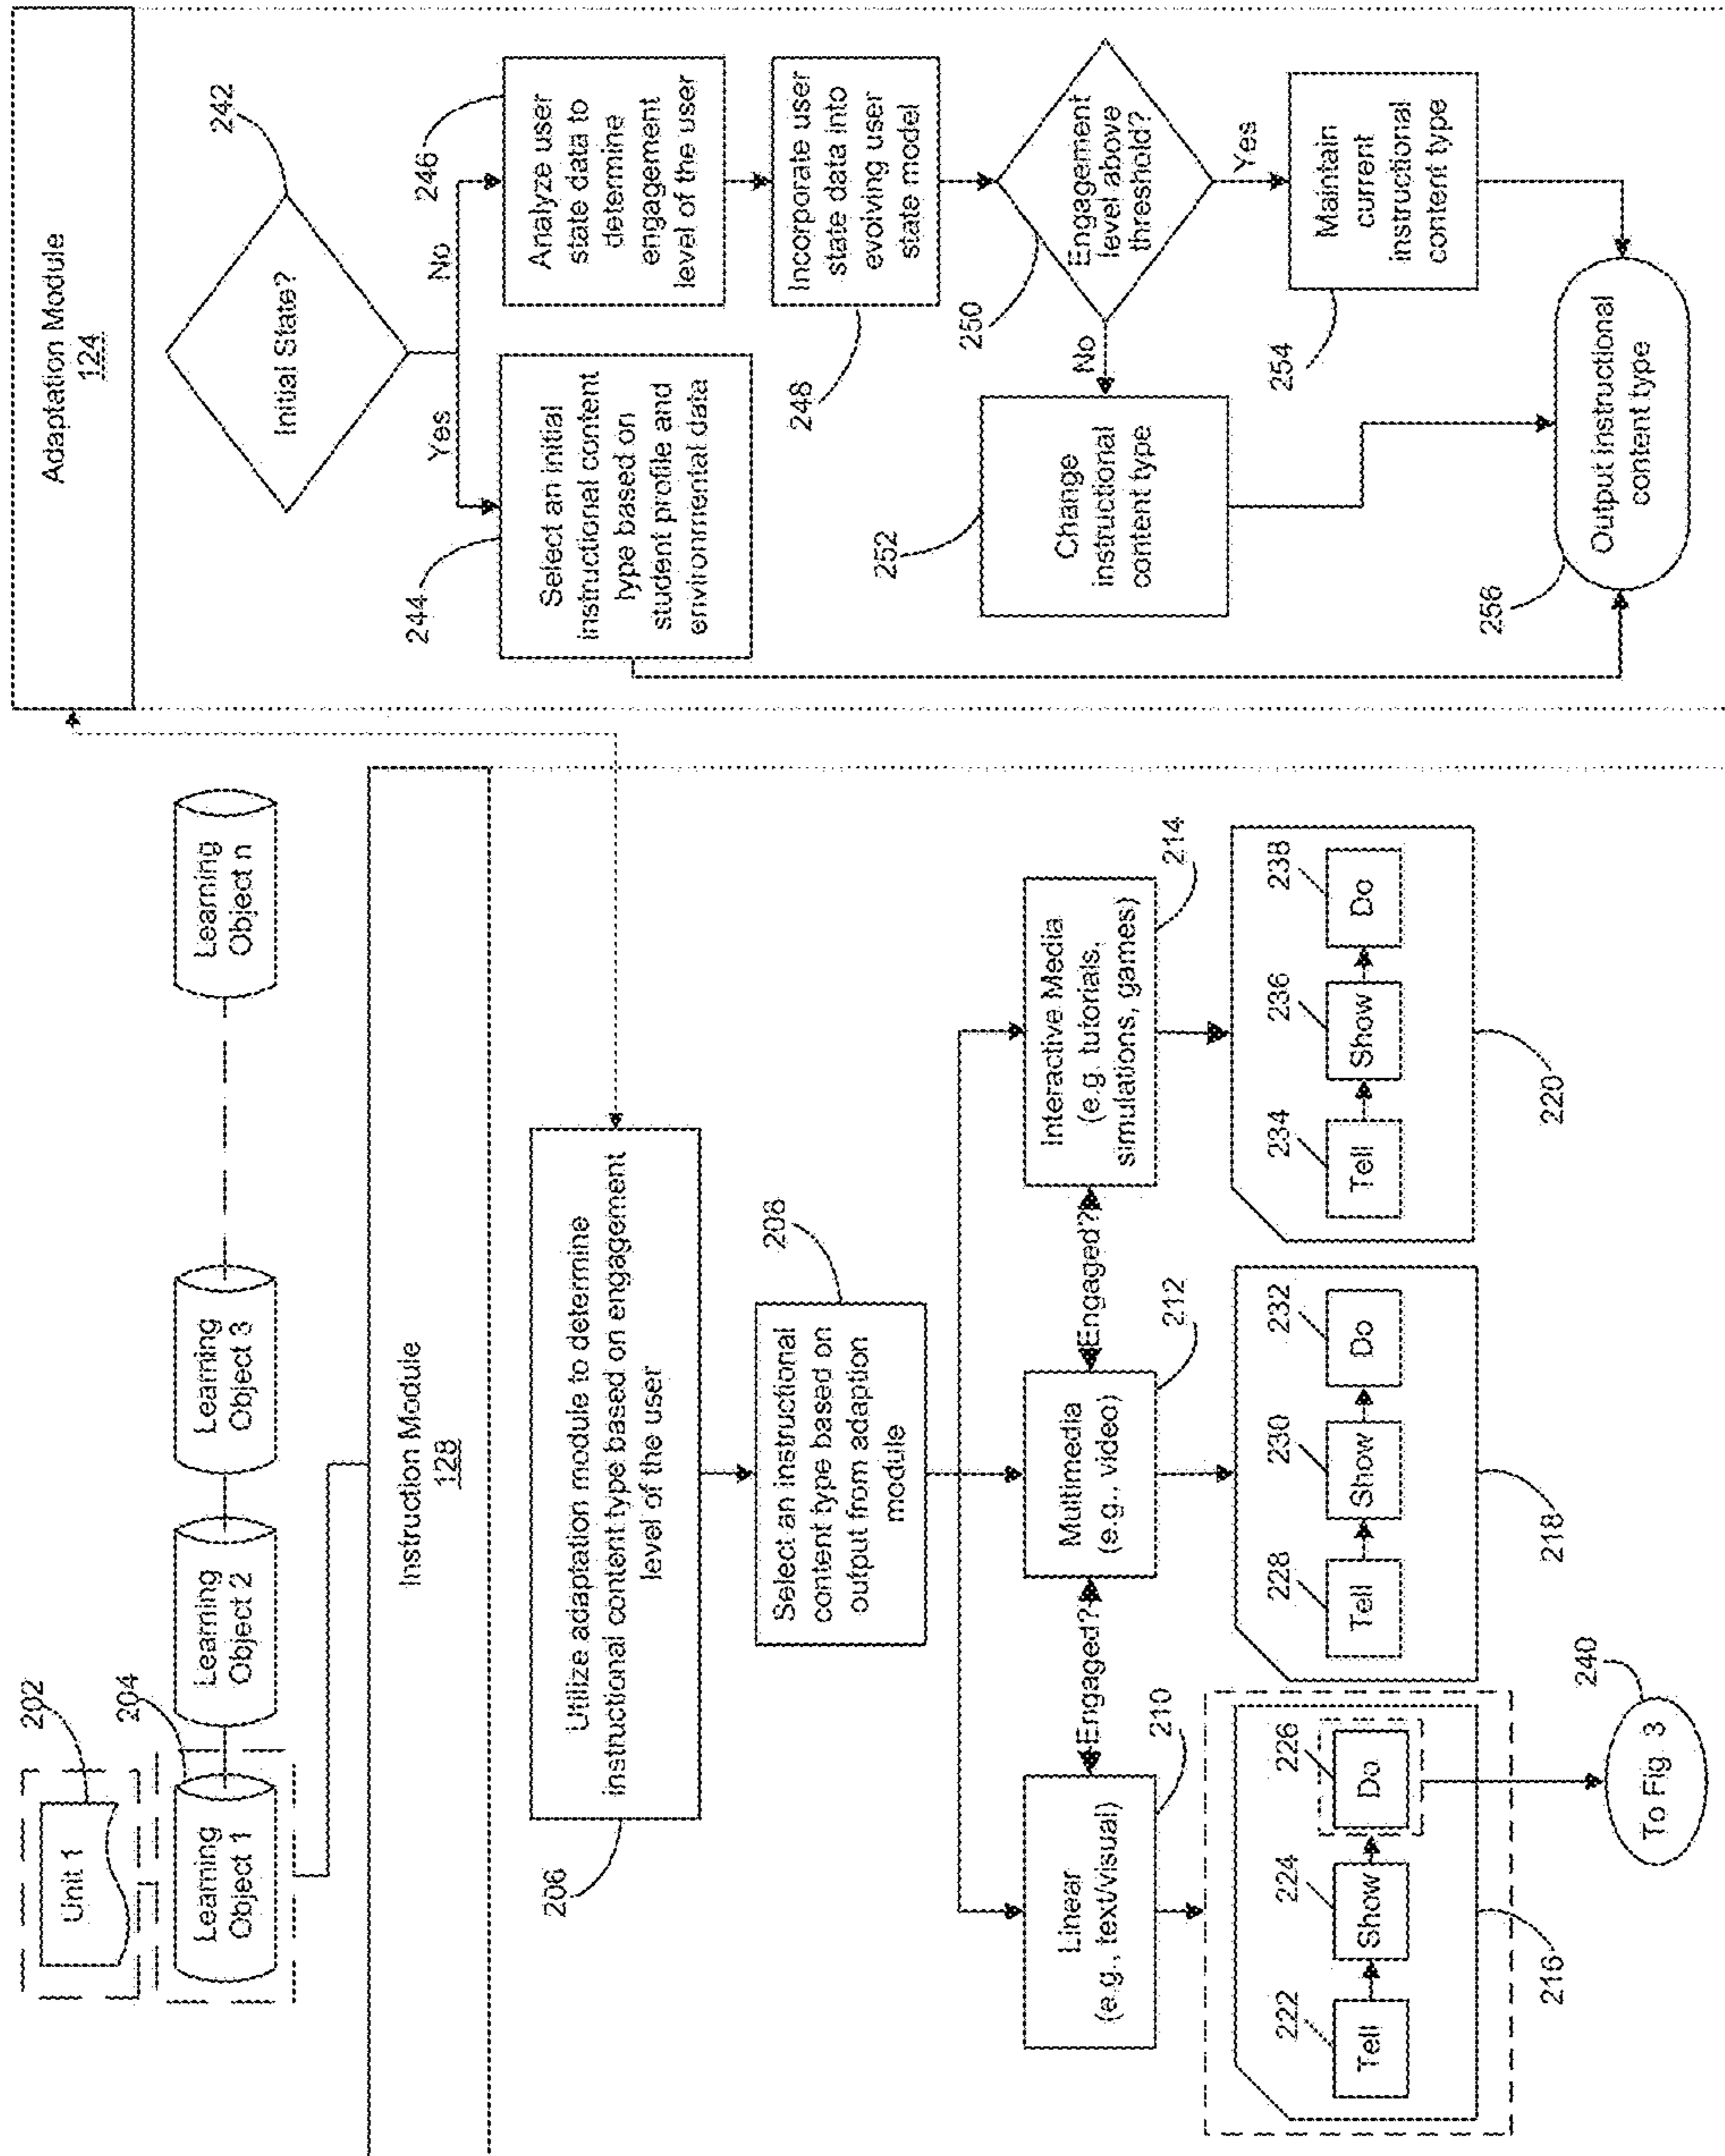 Unit 1
202
204
Learning
Object 1
Learning
Object 2
Learning
Object 3
Learning
Object n
Instruction Module
128
Utilize adaptation module to determine
instructional content type based on engagement
level of the user
206
Select an instructional
content type based on
output from adaption
module
208
Linear
(e.g., text/visual)
210
Engaged?
Multimedia
(e.g., video)
212
Engaged?
Interactive Media
(e.g. tutorials,
simulations, games)
214
222
224
226
Tell
Show
Do
216
228
230
232
Tell
Show
Do
218
234
236
238
Tell
Show
Do
220
To Fig. 3
240
Adaptation Module
124
Initial State?
242
Yes
No
244
Select an initial
instructional content
type based on
student profile and
environmental data
246
Analyze user
state data to
determine
engagement
level of the user
248
Incorporate user
state data into
evolving user
state model
250
Engagement
level above
threshold?
No
Yes
252
Change
instructional
content type
Maintain
current
instructional
content type
254
Output instructional
content type
256